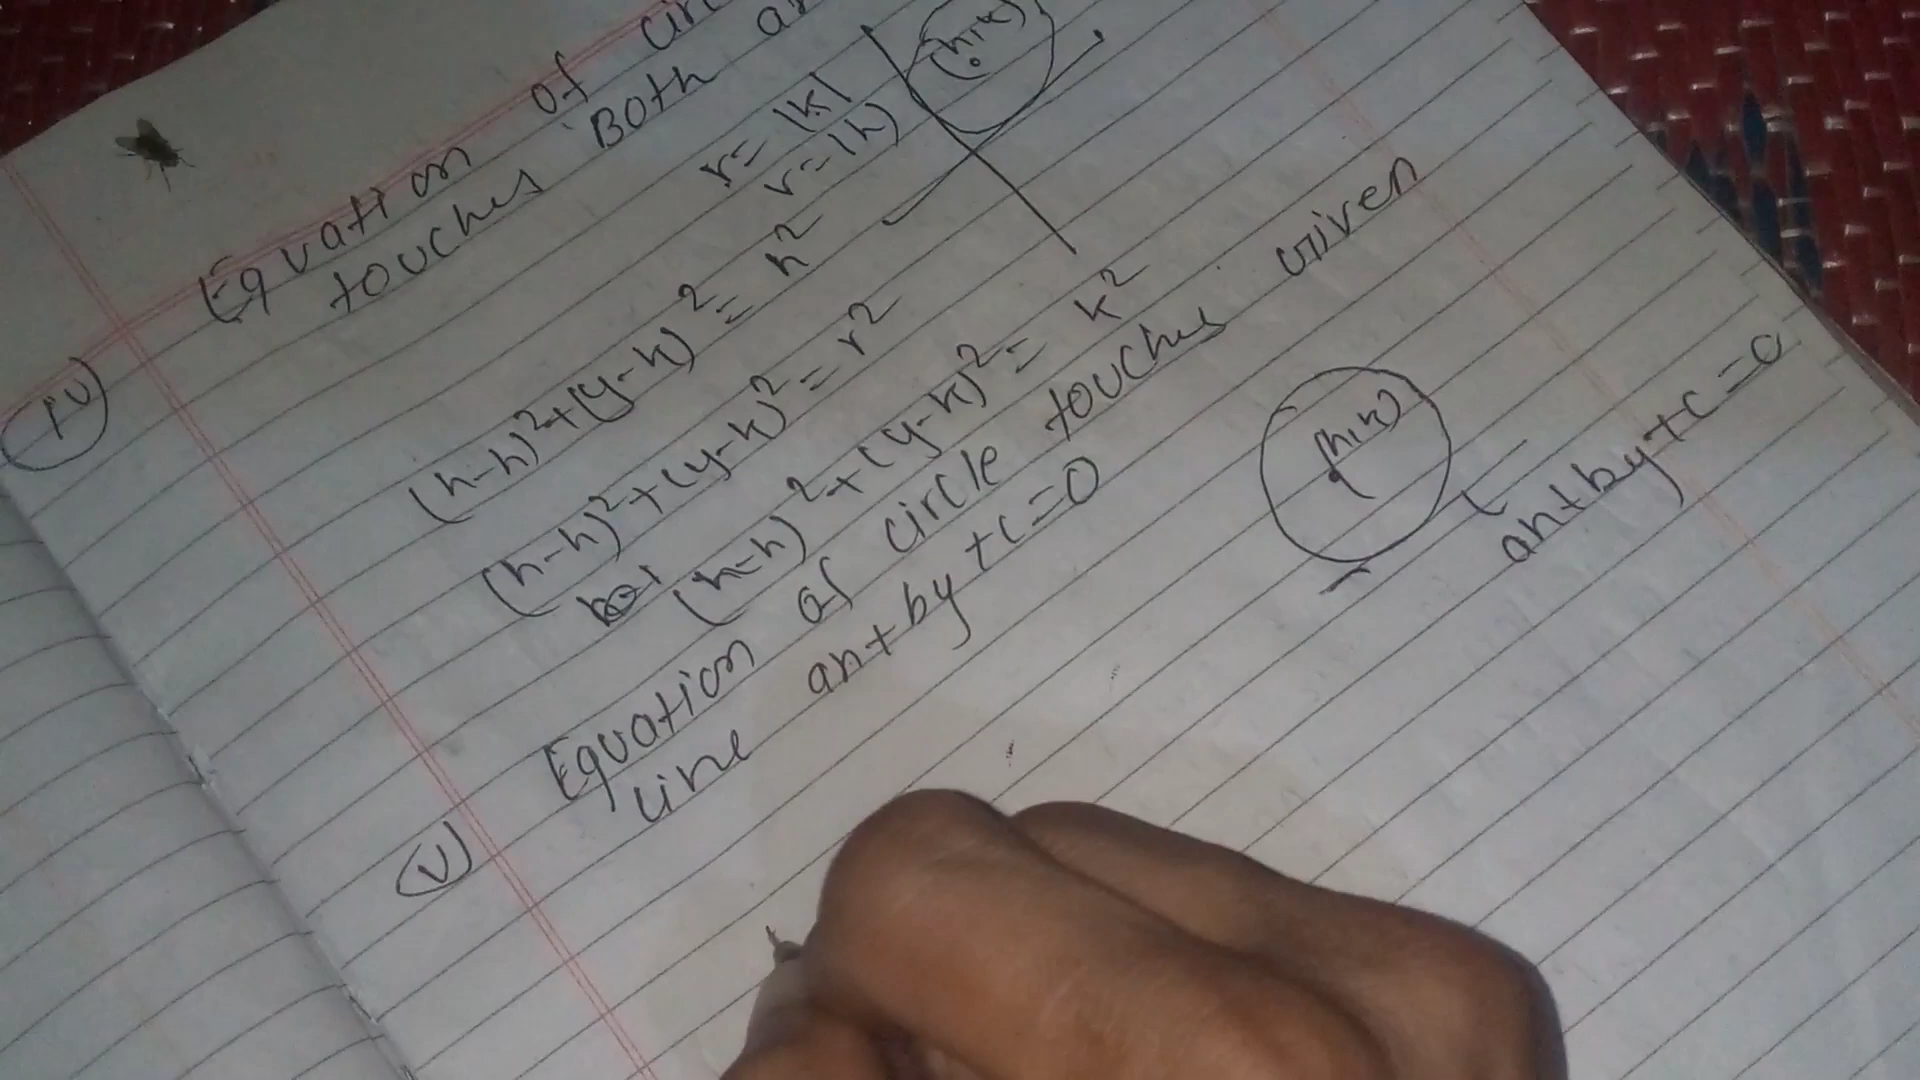 (iv) Equation of
touches Both
(h,k)
r=|k|
r=|h|
(x-h)²+(y-k)²=h²
(x-h)²+(y-k)²=r²
(x-h)²+(y-k)²=k²
(v) Equation of circle touches given
line ax+by+c=0
(h,k)
ax+by+c=0